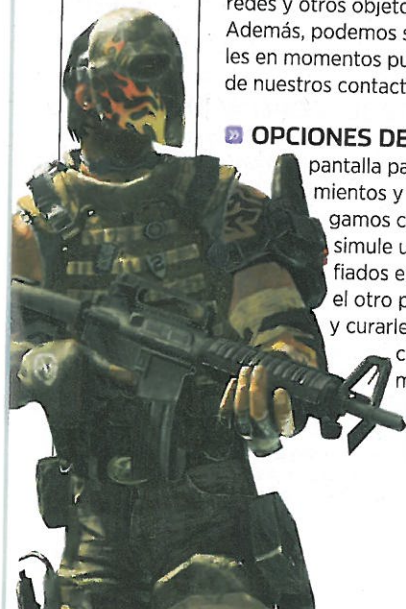 redes y otros objeto
Además, podemos s
les en momentos pu
de nuestros contact
» OPCIONES DE
pantalla pa
mientos y
gamos c
simule u
fiados e
el otro p
y curarle
c
m